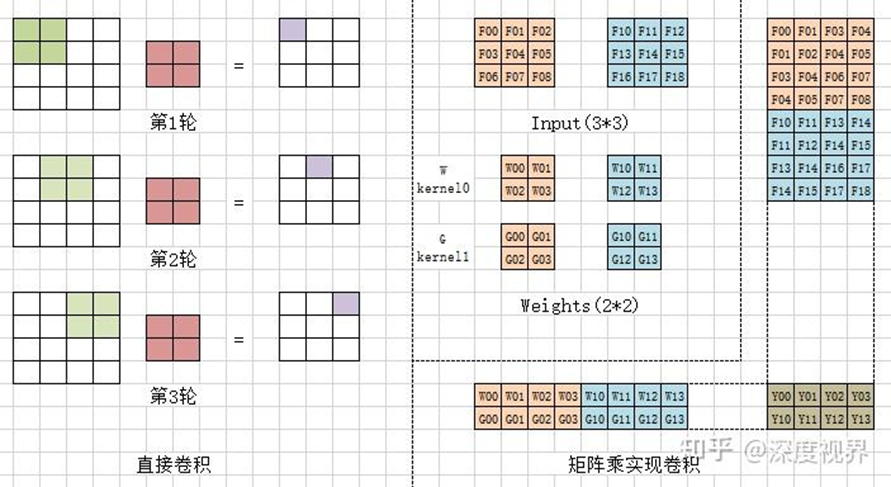 =
第1轮
=
第2轮
=
第3轮
直接卷积
F00 F01 F02
F03 F04 F05
F06 F07 F08
F10 F11 F12
F13 F14 F15
F16 F17 F18
Input(3*3)
W
kernel0
W00 W01
W02 W03
W10 W11
W12 W13
G
kernel1
G00 G01
G02 G03
G10 G11
G12 G13
Weights(2*2)
F00 F01 F03 F04
F01 F02 F04 F05
F03 F04 F06 F07
F04 F05 F07 F08
F10 F11 F13 F14
F11 F12 F14 F15
F13 F14 F16 F17
F14 F15 F17 F18
W00 W01 W02 W03 W10 W11 W12 W13
G00 G01 G02 G03 G10 G11 G12 G13
Y00 Y01 Y02 Y03
Y10 Y11 Y12 Y13
矩阵乘实现卷积
知乎 @深度视界